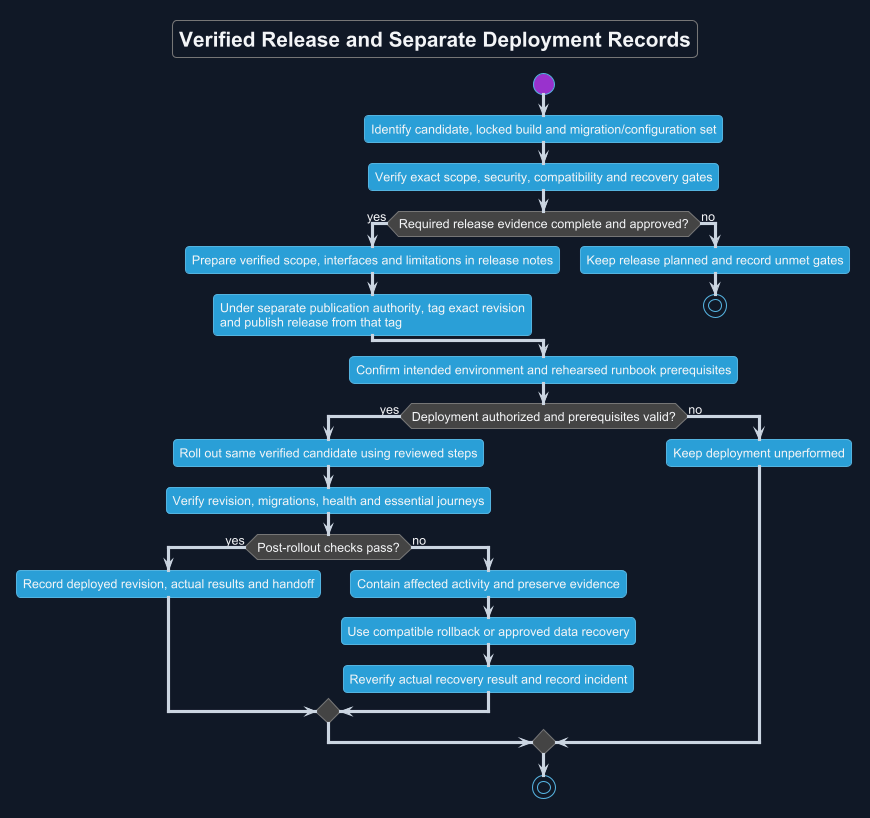 Verified Release and Separate Deployment Records
Identify candidate, locked build and migration/configuration set
Verify exact scope, security, compatibility and recovery gates
yes
Required release evidence complete and approved?
no
Prepare verified scope, interfaces and limitations in release notes
Keep release planned and record unmet gates
Under separate publication authority, tag exact revision
and publish release from that tag
Confirm intended environment and rehearsed runbook prerequisites
yes
Deployment authorized and prerequisites valid?
no
Roll out same verified candidate using reviewed steps
Keep deployment unperformed
Verify revision, migrations, health and essential journeys
yes
Post-rollout checks pass?
no
Record deployed revision, actual results and handoff
Contain affected activity and preserve evidence
Use compatible rollback or approved data recovery
Reverify actual recovery result and record incident